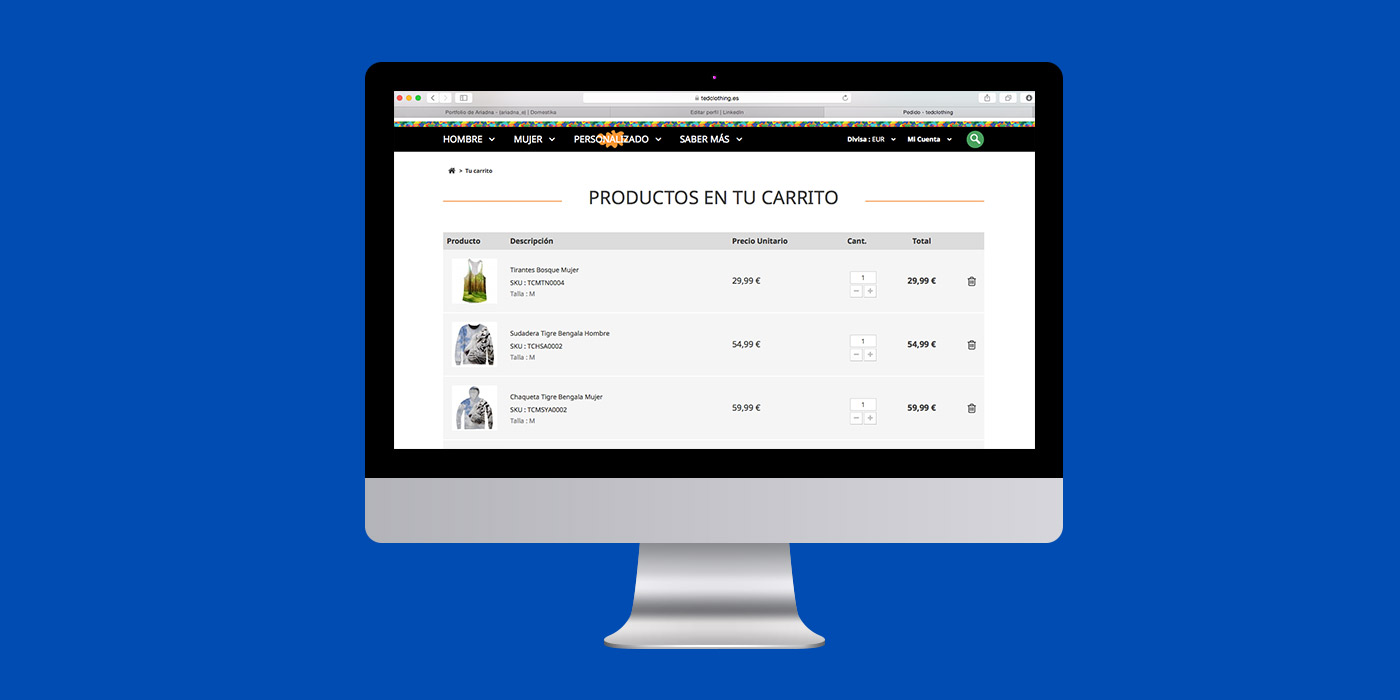 tedclothing.es
Portfolio de Ariadna - (ariadna_e) | Domestika
Editar perfil | LinkedIn
Pedido - tedclothing
HOMBRE MUJER PERSONALIZADO SABER MÁS Divisa : EUR Mi Cuenta
> Tu carrito
PRODUCTOS EN TU CARRITO
Producto Descripción Precio Unitario Cant. Total
Tirantes Bosque Mujer
SKU : TCMTN0004
Talla : M
29,99 € 1 29,99 €
Sudadera Tigre Bengala Hombre
SKU : TCHSA0002
Talla : M
54,99 € 1 54,99 €
Chaqueta Tigre Bengala Mujer
SKU : TCMSYA0002
Talla : M
59,99 € 1 59,99 €